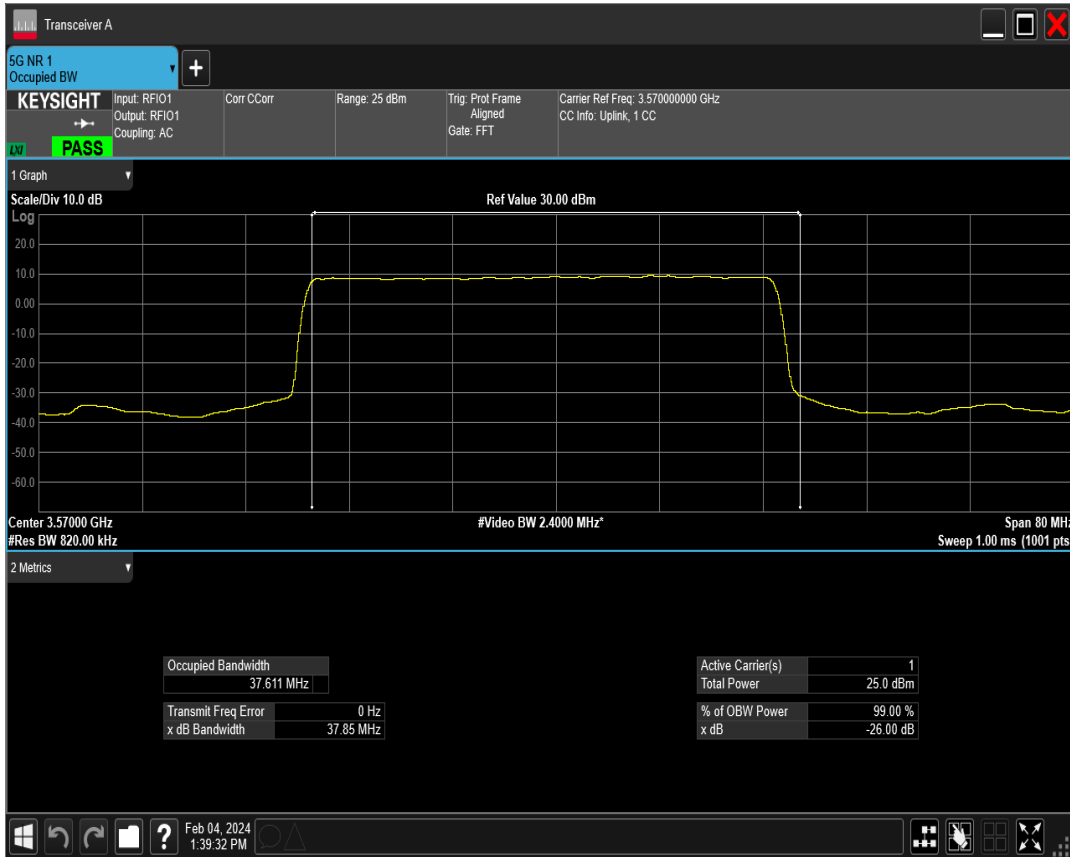 Transceiver A
5G NR 1
Occupied BW
+
KEYSIGHT
LXI
PASS
Input: RFIO1
Output: RFIO1
Coupling: AC
Corr CCorr
Range: 25 dBm
Trig: Prot Frame
Aligned
Gate: FFT
Carrier Ref Freq: 3.570000000 GHz
CC Info: Uplink, 1 CC
1 Graph
Scale/Div 10.0 dB
Ref Value 30.00 dBm
Log
20.0
10.0
0.00
-10.0
-20.0
-30.0
-40.0
-50.0
-60.0
Center 3.57000 GHz
#Video BW 2.4000 MHz*
Span 80 MHz
#Res BW 820.00 kHz
Sweep 1.00 ms (1001 pts
2 Metrics
Occupied Bandwidth
37.611 MHz
Transmit Freq Error 0 Hz
x dB Bandwidth 37.85 MHz
Active Carrier(s) 1
Total Power 25.0 dBm
% of OBW Power 99.00 %
x dB -26.00 dB
?
Feb 04, 2024
1:39:32 PM